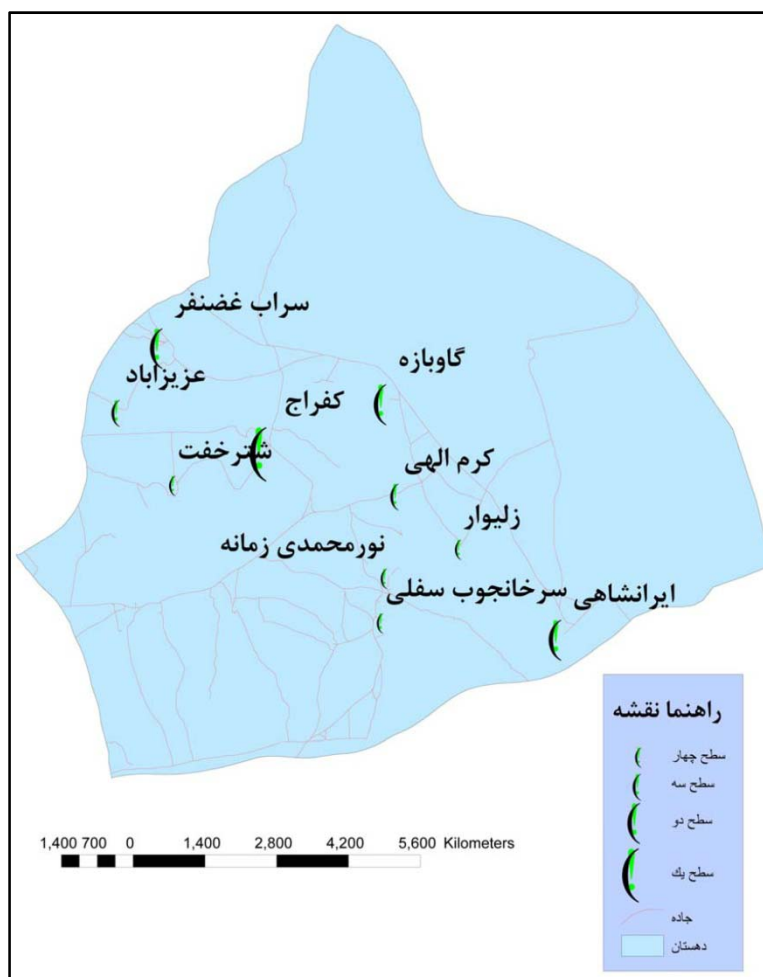 سراب غضنفر
گاوبازه
عزیزاباد
کفراج
شترخفت
کرم الهی
زلیوار
نورمحمدی زمانه
سرخانجوب سفلی
ایرانشاهی
راهنما نقشه
سطح چهار
سطح سه
سطح دو
سطح یك
جاده
دهستان
1,400 700 0 1,400 2,800 4,200 5,600 Kilometers